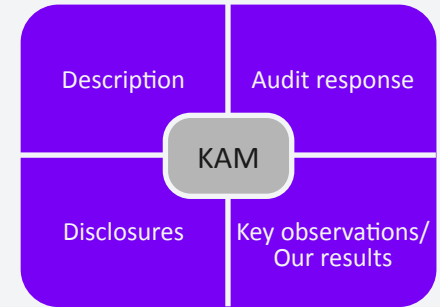 Description
Audit response
KAM
Disclosures
Key observations/
Our results